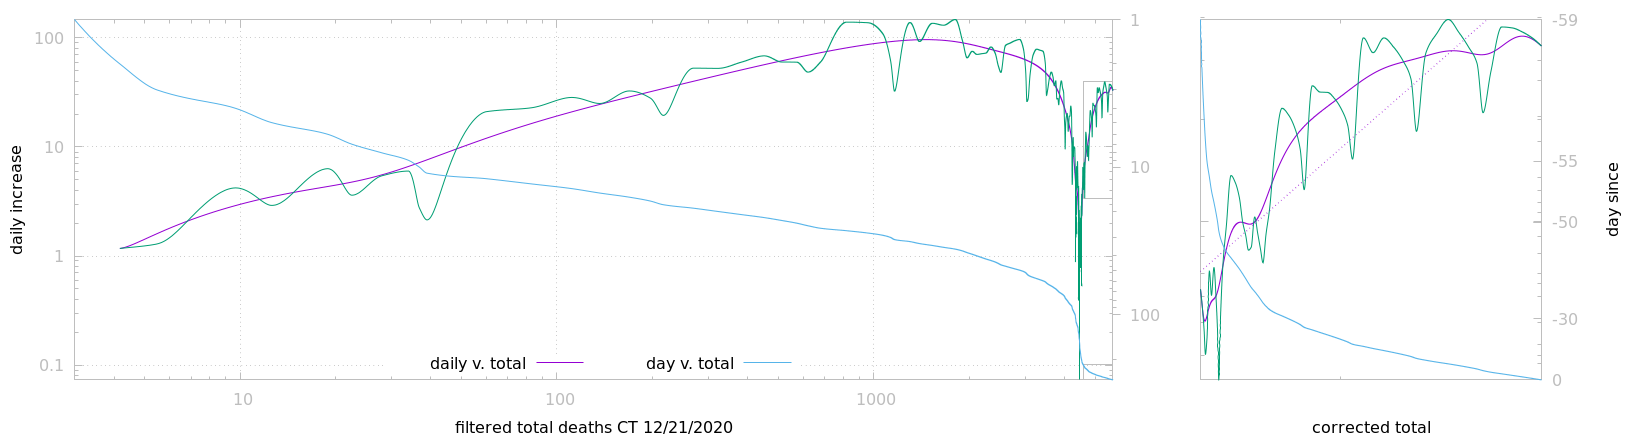 daily increase
100
10
1
0.1
10
100
1000
filtered total deaths CT 12/21/2020
daily v. total
day v. total
1
10
100
corrected total
-59
-55
-50
-30
0
day since